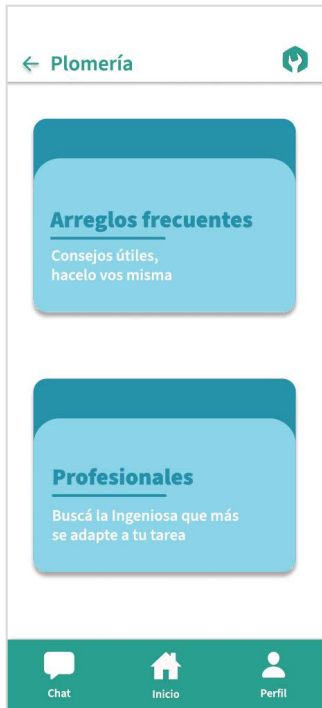 Plomería
Arreglos frecuentes
Consejos útiles,
hacelo vos misma
Profesionales
Buscá la Ingeniosa que más
se adapte a tu tarea
Chat
Inicio
Perfil